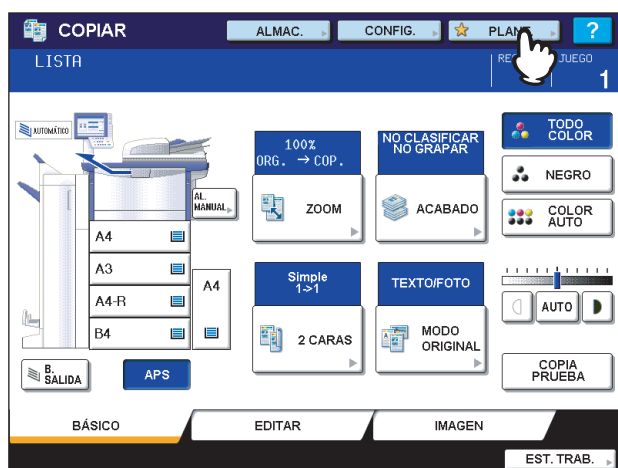 COPIAR
ALMAC.
CONFIG.
PLANT.
?
LISTA
JUEGO
1
AUTOMÁTICO
AL.
MANUAL
A4
A3
A4-R
B4
A4
B.
SALIDA
APS
100%
ORG. → COP.
ZOOM
NO CLASIFICAR
NO GRAPAR
ACABADO
Simple
1->1
2 CARAS
TEXTO/FOTO
MODO
ORIGINAL
TODO
COLOR
NEGRO
COLOR
AUTO
AUTO
COPIA
PRUEBA
BÁSICO
EDITAR
IMAGEN
EST. TRAB.